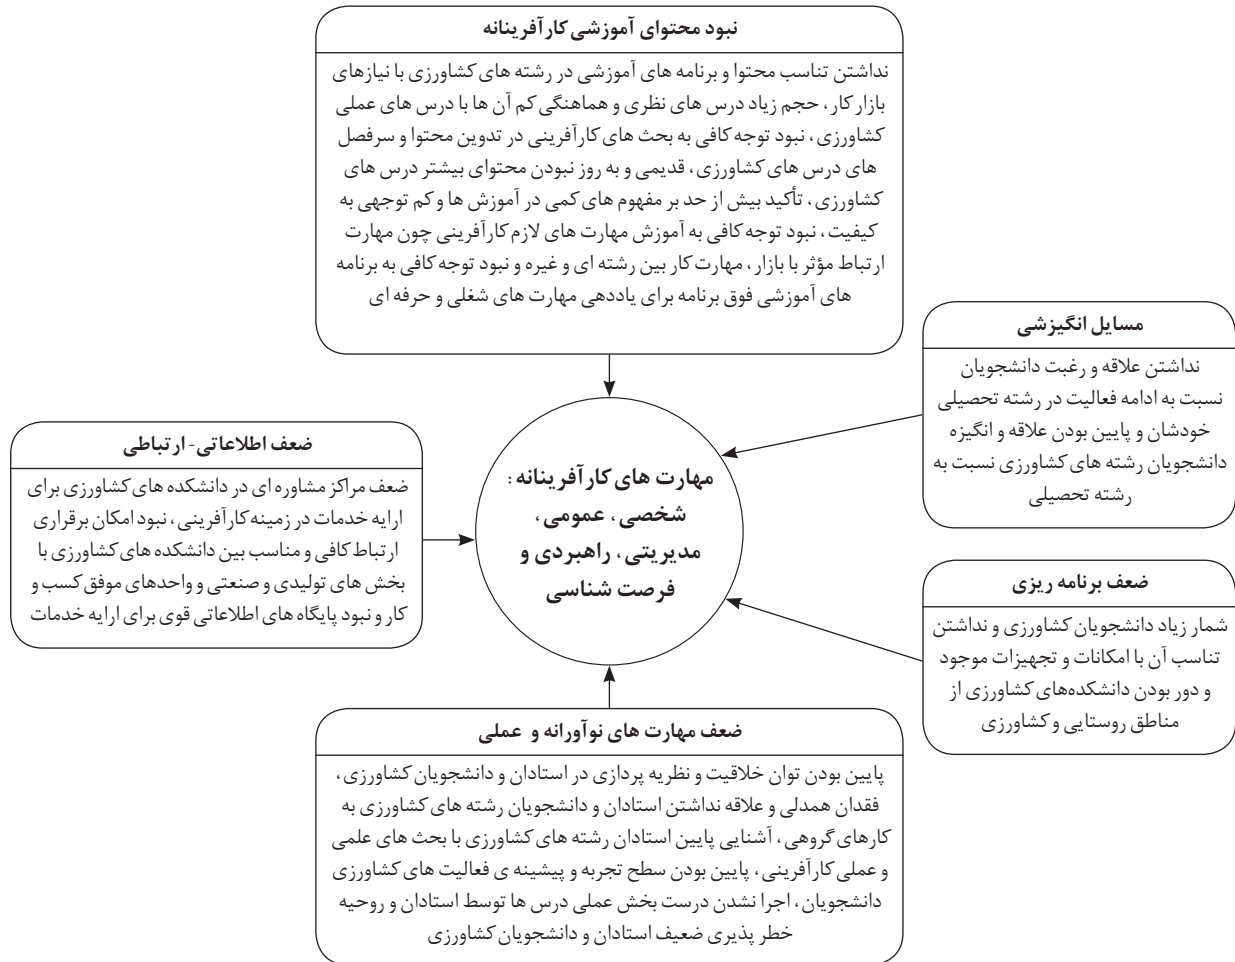 نبود محتوای آموزشی کارآفرینانه
نداشتن تناسب محتوا و برنامه های آموزشی در رشته های کشاورزی با نیازهای
بازار کار، حجم زیاد درس های نظری و هماهنگی کم آن ها با درس های عملی
کشاورزی، نبود توجه کافی به بحث های کارآفرینی در تدوین محتوا و سرفصل
های درس های کشاورزی، قدیمی و به روز نبودن محتوای بیشتر درس های
کشاورزی، تأکید بیش از حد بر مفهوم های کمی در آموزش ها و کم توجهی به
کیفیت، نبود توجه کافی به آموزش مهارت های لازم کارآفرینی چون مهارت
ارتباط مؤثر با بازار، مهارت کار بین رشته ای و غیره و نبود توجه کافی به برنامه
های آموزشی فوق برنامه برای یاددهی مهارت های شغلی و حرفه ای
مسایل انگیزشی
نداشتن علاقه و رغبت دانشجویان
نسبت به ادامه فعالیت در رشته تحصیلی
خودشان و پایین بودن علاقه و انگیزه
دانشجویان رشته های کشاورزی نسبت به
رشته تحصیلی
مهارت های کارآفرینانه:
شخصی، عمومی،
مدیریتی، راهبردی و
فرصت شناسی
ضعف اطلاعاتی- ارتباطی
ضعف مراکز مشاوره ای در دانشکده های کشاورزی برای
ارایه خدمات در زمینه کارآفرینی، نبود امکان برقراری
ارتباط کافی و مناسب بین دانشکده های کشاورزی با
بخش های تولیدی و صنعتی و واحدهای موفق کسب و
کار و نبود پایگاه های اطلاعاتی قوی برای ارایه خدمات
ضعف برنامه ریزی
شمار زیاد دانشجویان کشاورزی و نداشتن
تناسب آن با امکانات و تجهیزات موجود
و دور بودن دانشکده‌های کشاورزی از
مناطق روستایی و کشاورزی
ضعف مهارت های نوآورانه و عملی
پایین بودن توان خلاقیت و نظریه پردازی در استادان و دانشجویان کشاورزی،
فقدان همدلی و علاقه نداشتن استادان و دانشجویان رشته های کشاورزی به
کارهای گروهی، آشنایی پایین استادان رشته های کشاورزی با بحث های علمی
و عملی کارآفرینی، پایین بودن سطح تجربه و پیشینه ی فعالیت های کشاورزی
دانشجویان، اجرا نشدن درست بخش عملی درس ها توسط استادان و روحیه
خطر پذیری ضعیف استادان و دانشجویان کشاورزی